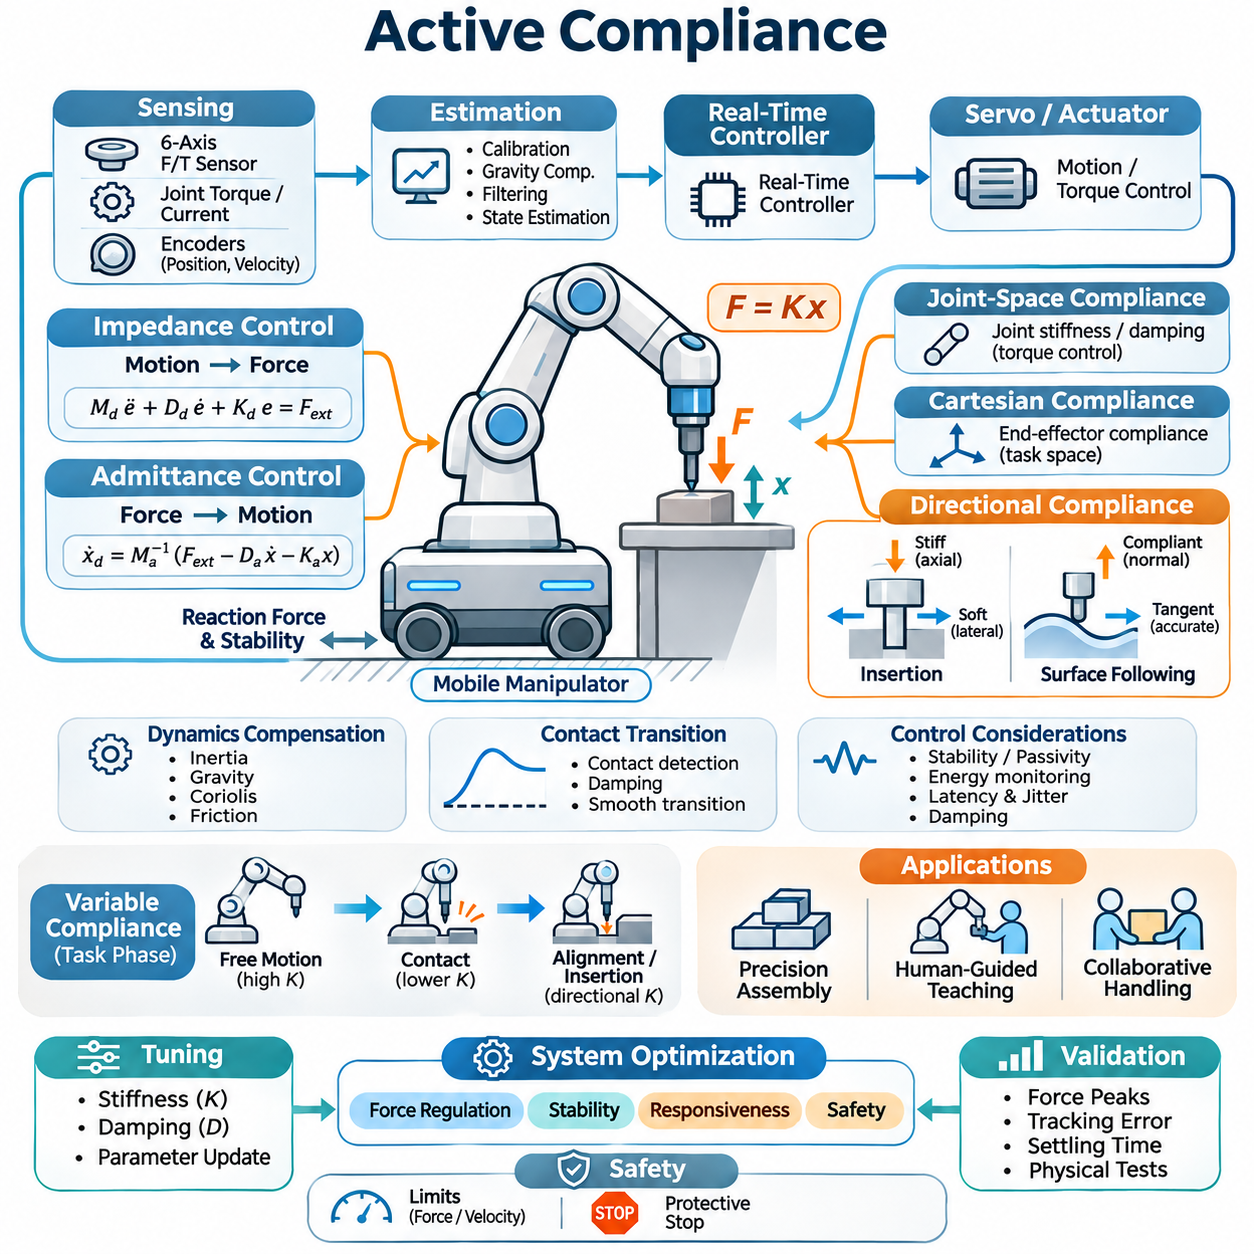 Active Compliance
Sensing
6-Axis
F/T Sensor
Joint Torque /
Current
Encoders
(Position, Velocity)
Estimation
• Calibration
• Gravity Comp.
• Filtering
• State Estimation
Real-Time
Controller
Real-Time
Controller
Servo / Actuator
Motion /
Torque Control
Impedance Control
Motion → Force
M_d ë + D_d ė + K_d e = F_ext
Admittance Control
Force → Motion
ẋ_d = M_a^-1 (F_ext − D_a ẋ − K_a x)
Reaction Force
& Stability
F = Kx
F
x
Mobile Manipulator
Joint-Space Compliance
Joint stiffness / damping
(torque control)
Cartesian Compliance
End-effector compliance
(task space)
Directional Compliance
Stiff
(axial)
Soft
(lateral)
Insertion
Compliant
(normal)
Tangent
(accurate)
Surface Following
Dynamics Compensation
• Inertia
• Gravity
• Coriolis
• Friction
Contact Transition
• Contact detection
• Damping
• Smooth transition
Control Considerations
• Stability / Passivity
• Energy monitoring
• Latency & Jitter
• Damping
Variable
Compliance
(Task Phase)
Free Motion
(high K)
Contact
(lower K)
Alignment /
Insertion
(directional K)
Applications
Precision
Assembly
Human-Guided
Teaching
Collaborative
Handling
Tuning
• Stiffness (K)
• Damping (D)
• Parameter Update
System Optimization
Force Regulation
Stability
Responsiveness
Safety
Validation
• Force Peaks
• Tracking Error
• Settling Time
• Physical Tests
Safety
Limits
(Force / Velocity)
STOP
Protective
Stop